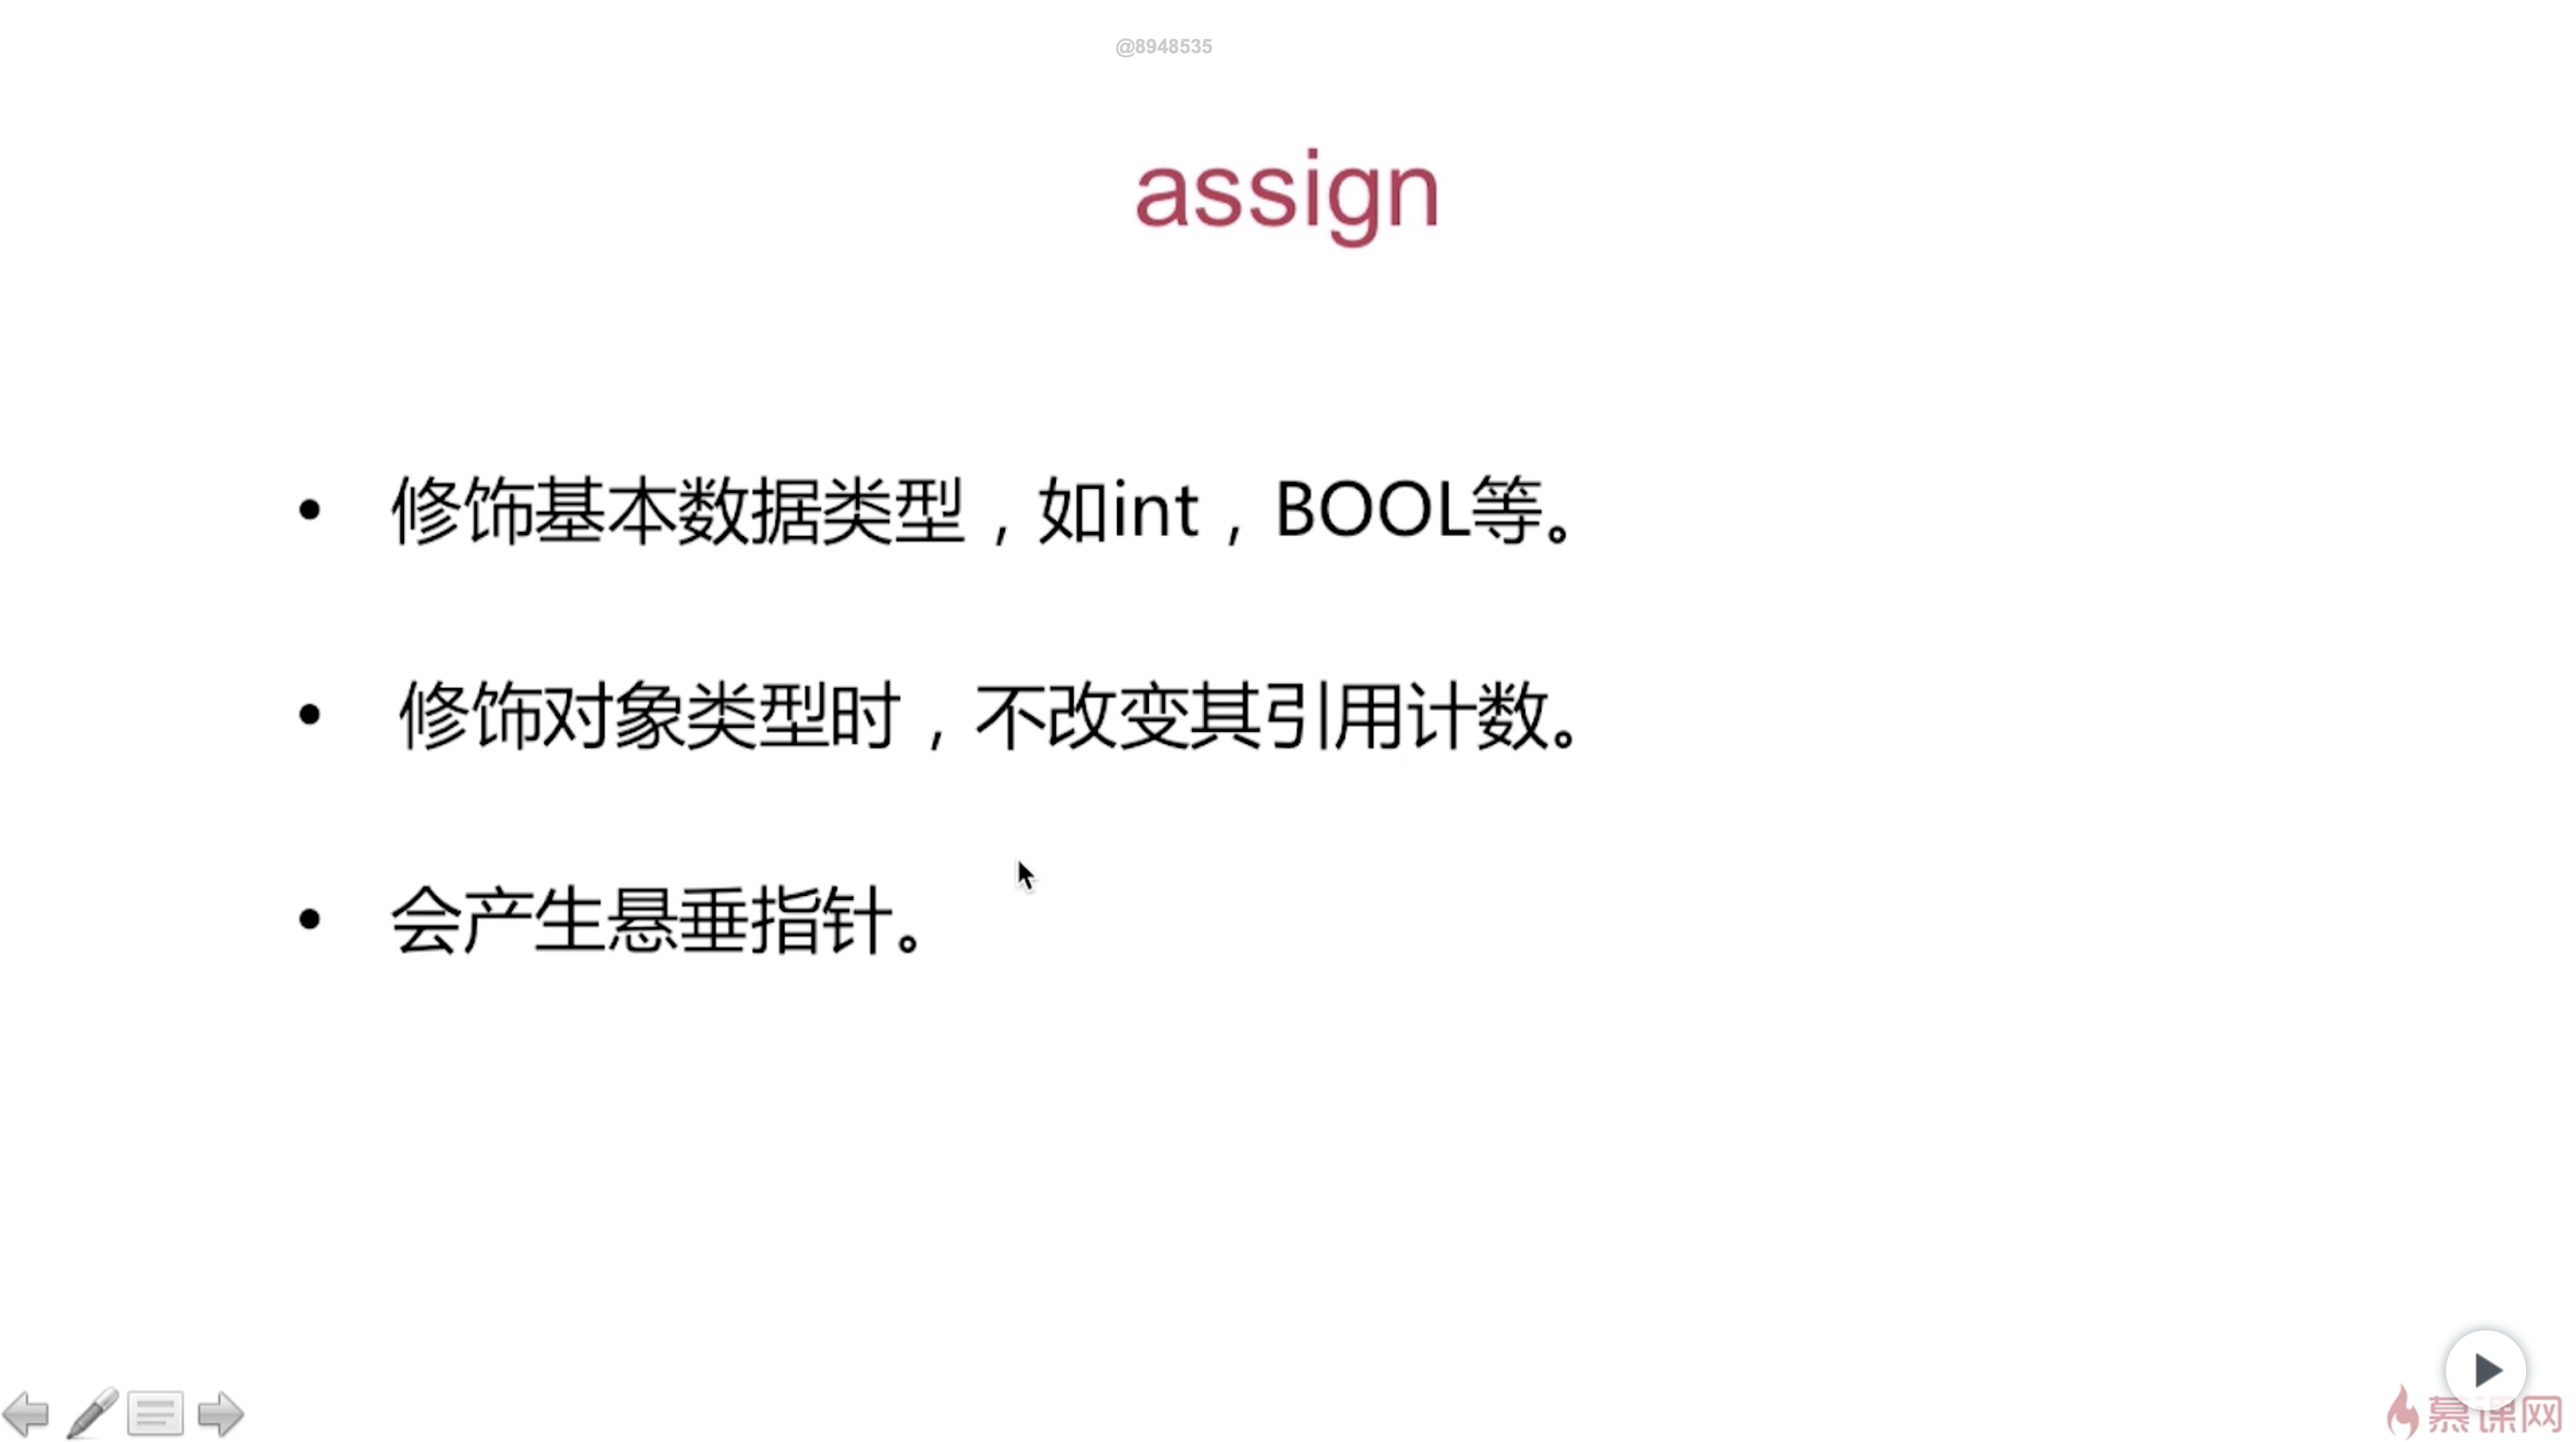 @8948535
assign
• 修饰基本数据类型，如int，BOOL等。
• 修饰对象类型时，不改变其引用计数。
• 会产生悬垂指针。
慕课网